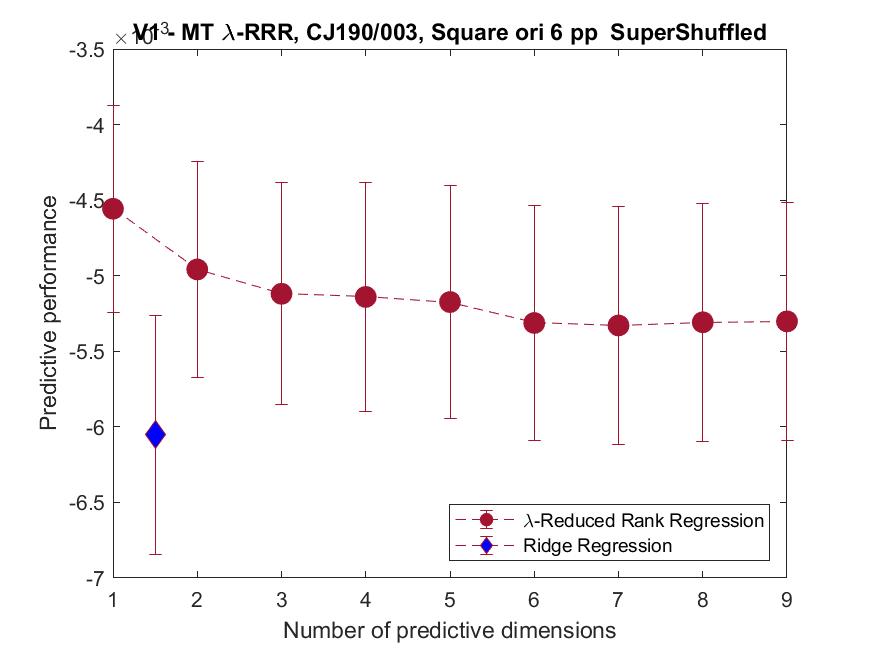 V1 - MT λ-RRR, CJ190/003, Square ori 6 pp  SuperShuffled
-3.5
-4
-4.5
-5
-5.5
-6
-6.5
-7
Predictive performance
λ-Reduced Rank Regression
Ridge Regression
1 2 3 4 5 6 7 8 9
Number of predictive dimensions